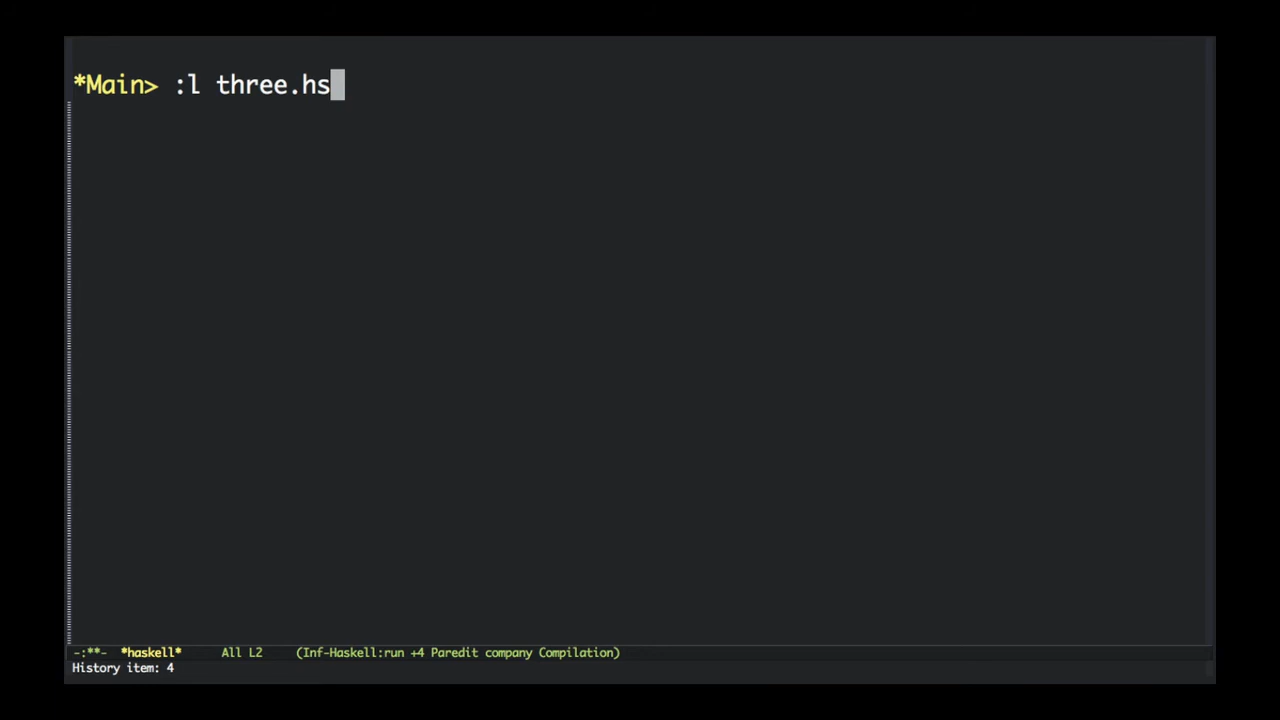 *Main> :l three.hs
-:**-  *haskell*      All L2     (Inf-Haskell:run +4 Paredit company Compilation)
History item: 4